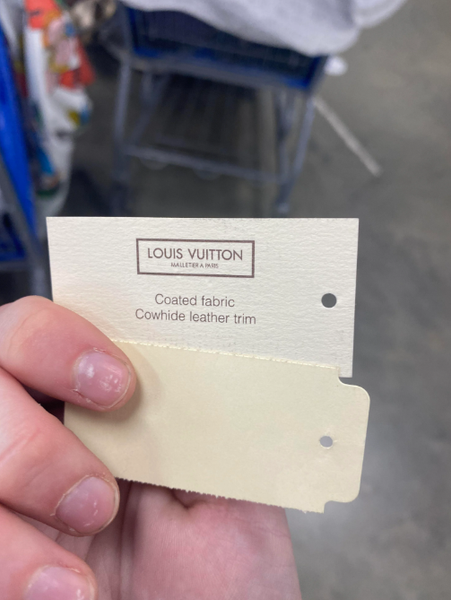 LOUIS VUITTON
MALLETIER A PARIS
Coated fabric
Cowhide leather trim